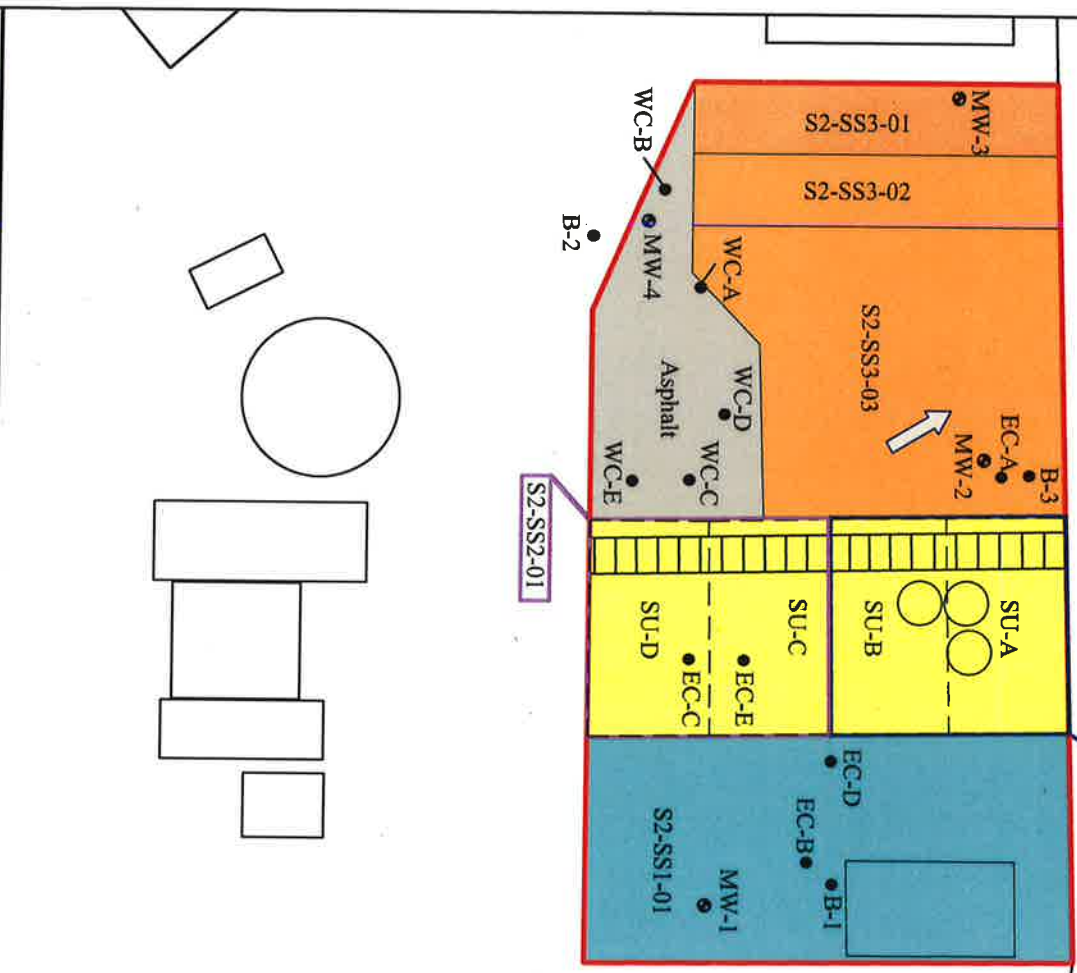 MW-3
S2-SS3-01
S2-SS3-02
WC-B
B-2
MW-4
WC-A
S2-SS3-03
Asphalt
WC-D
WC-C
WC-E
EC-A
MW-2
B-3
S2-SS2-01
SU-A
SU-B
SU-C
SU-D
EC-E
EC-C
EC-D
EC-B
B-1
MW-1
S2-SS1-01